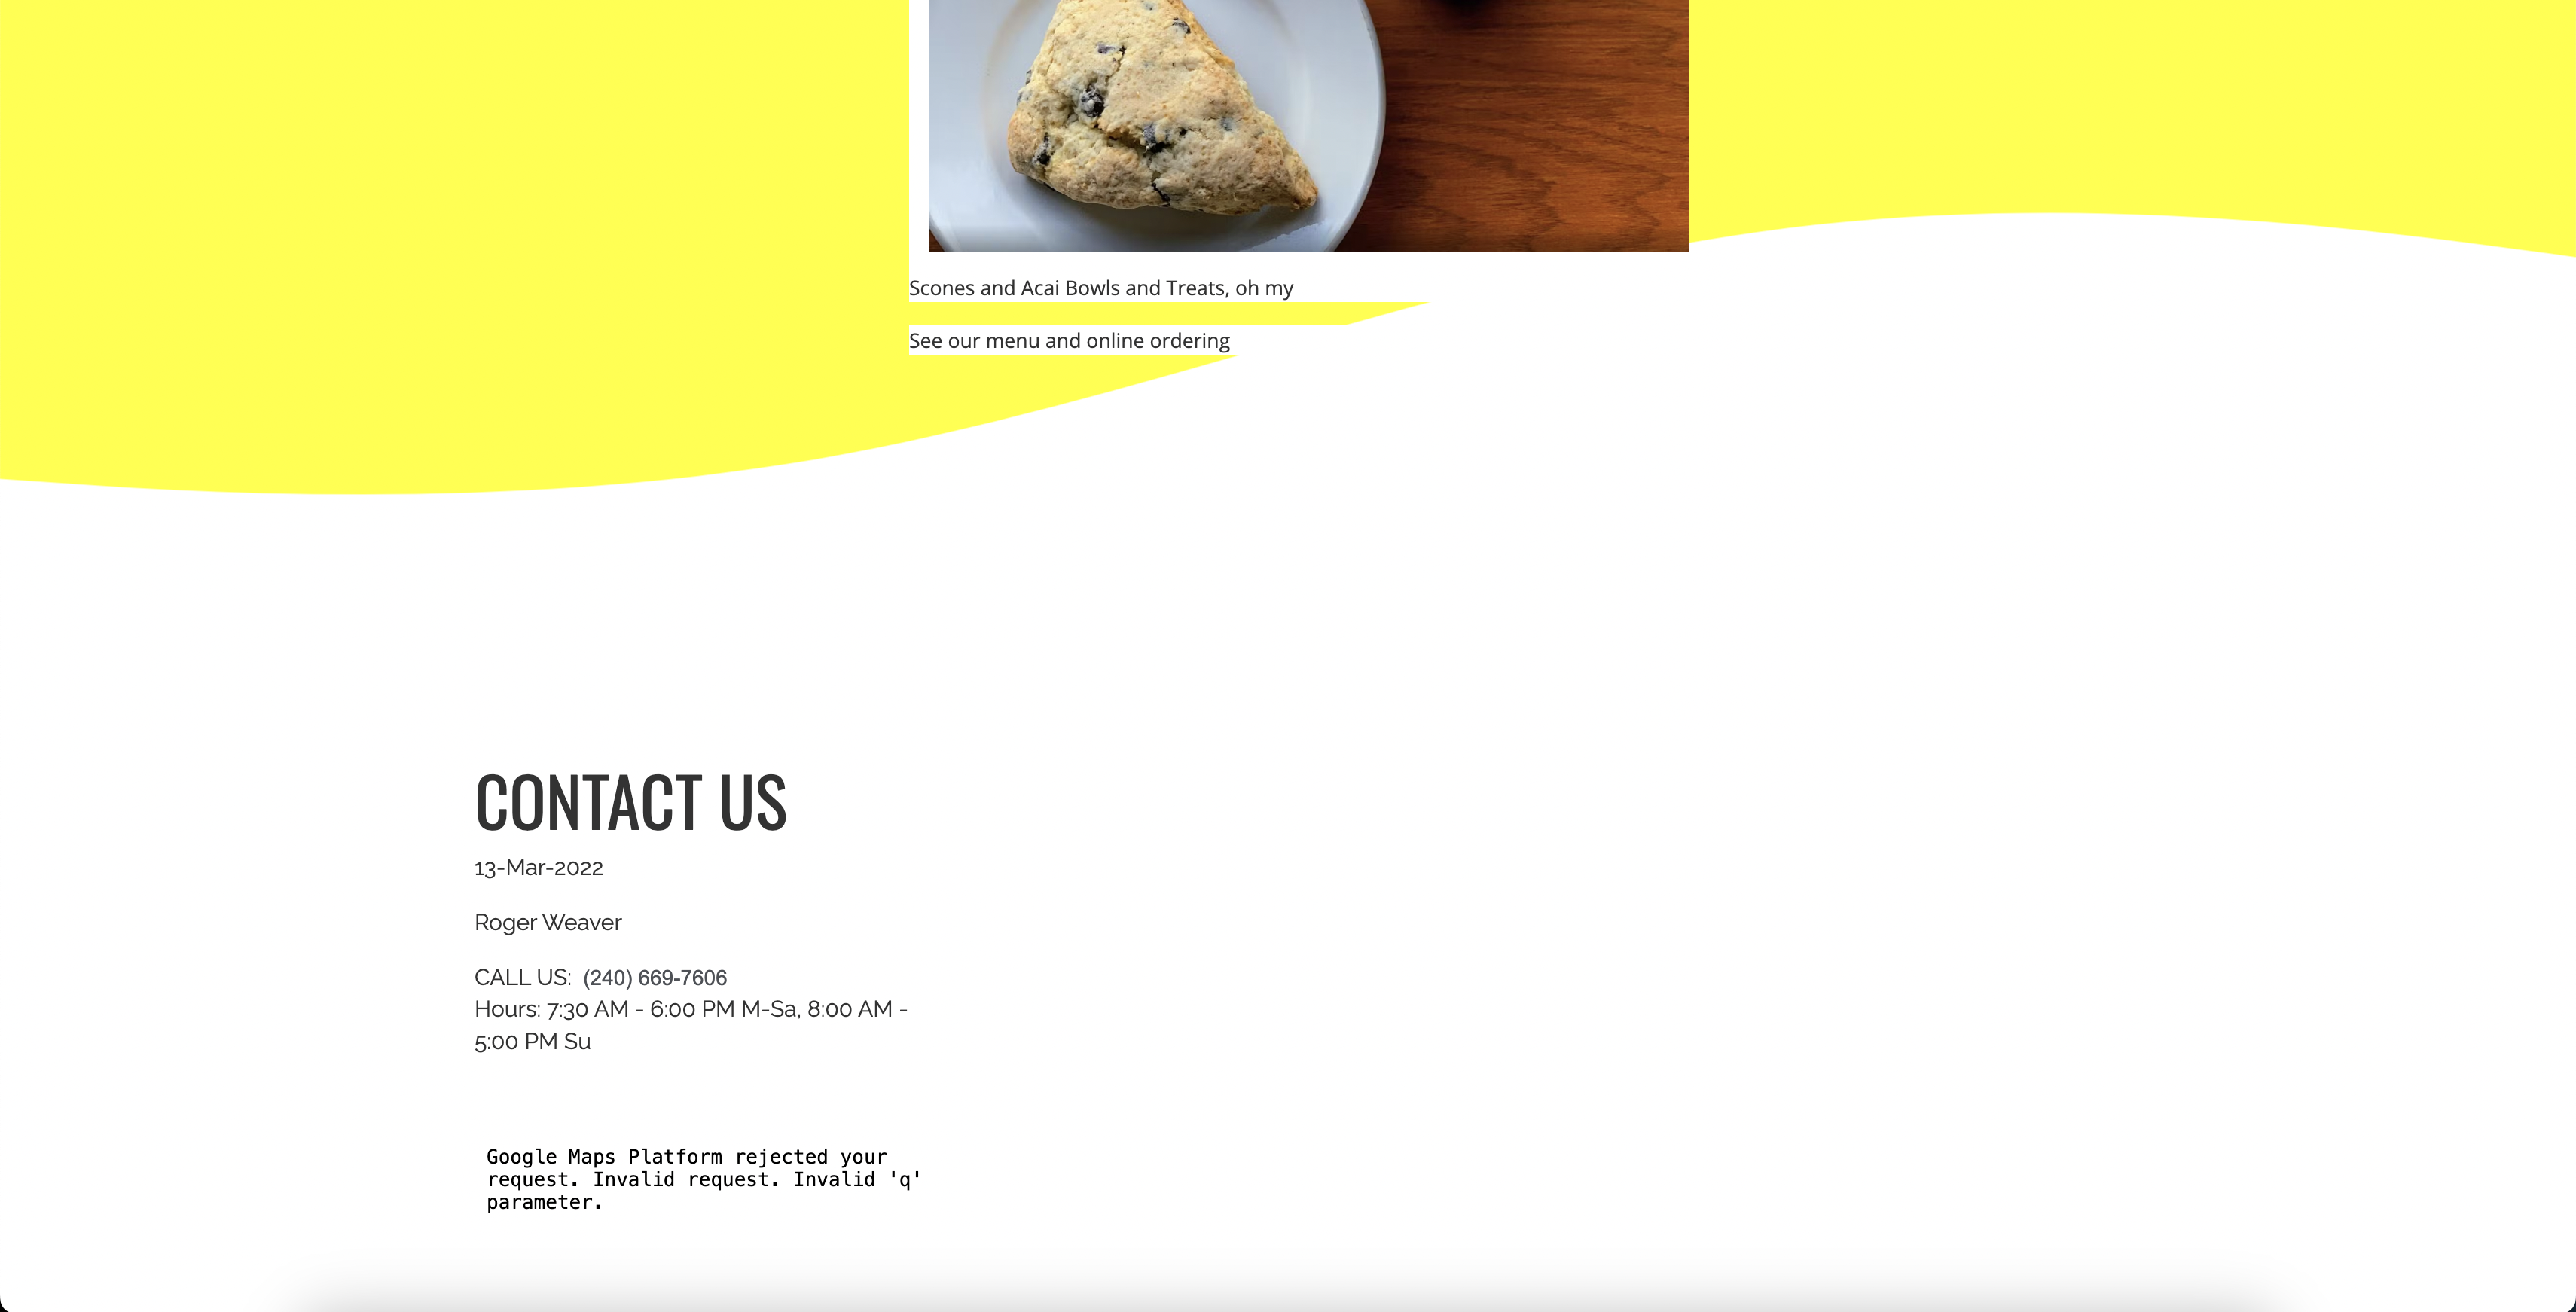 Scones and Acai Bowls and Treats, oh my
See our menu and online ordering
CONTACT US
13-Mar-2022
Roger Weaver
CALL US:  (240) 669-7606
Hours: 7:30 AM - 6:00 PM M-Sa, 8:00 AM -
5:00 PM Su
Google Maps Platform rejected your
request. Invalid request. Invalid 'q'
parameter.